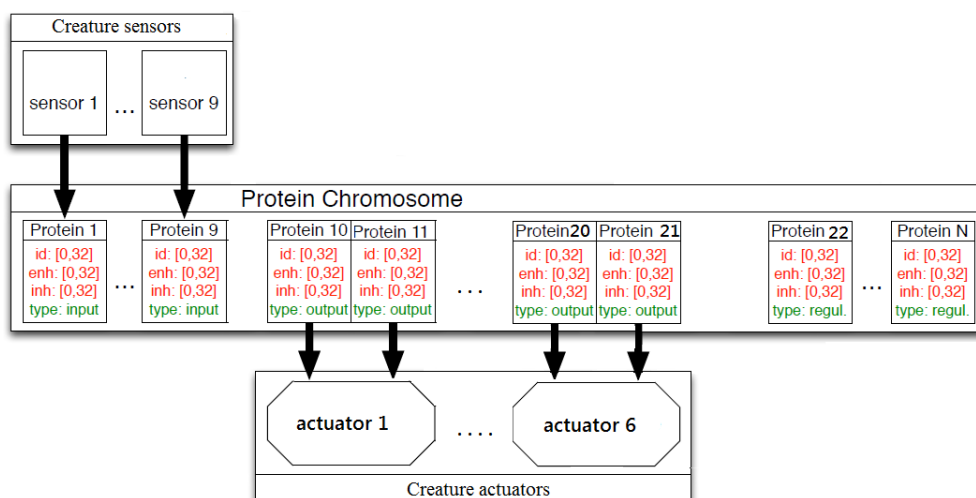 Creature sensors
sensor 1 ... sensor 9
Protein Chromosome
Protein 1 Protein 9 Protein 10 Protein 11 Protein20 Protein 21 Protein 22 Protein N
id: [0,32] id: [0,32] id: [0,32] id: [0,32] id: [0,32] id: [0,32] id: [0,32] id: [0,32]
enh: [0,32] enh: [0,32] enh: [0,32] enh: [0,32] enh: [0,32] enh: [0,32] enh: [0,32] enh: [0,32]
inh: [0,32] ... inh: [0,32] inh: [0,32] inh: [0,32] ... inh: [0,32] inh: [0,32] inh: [0,32] ... inh: [0,32]
type: input type: input type: output type: output type: output type: output type: regul. type: regul.
actuator 1 .... actuator 6
Creature actuators